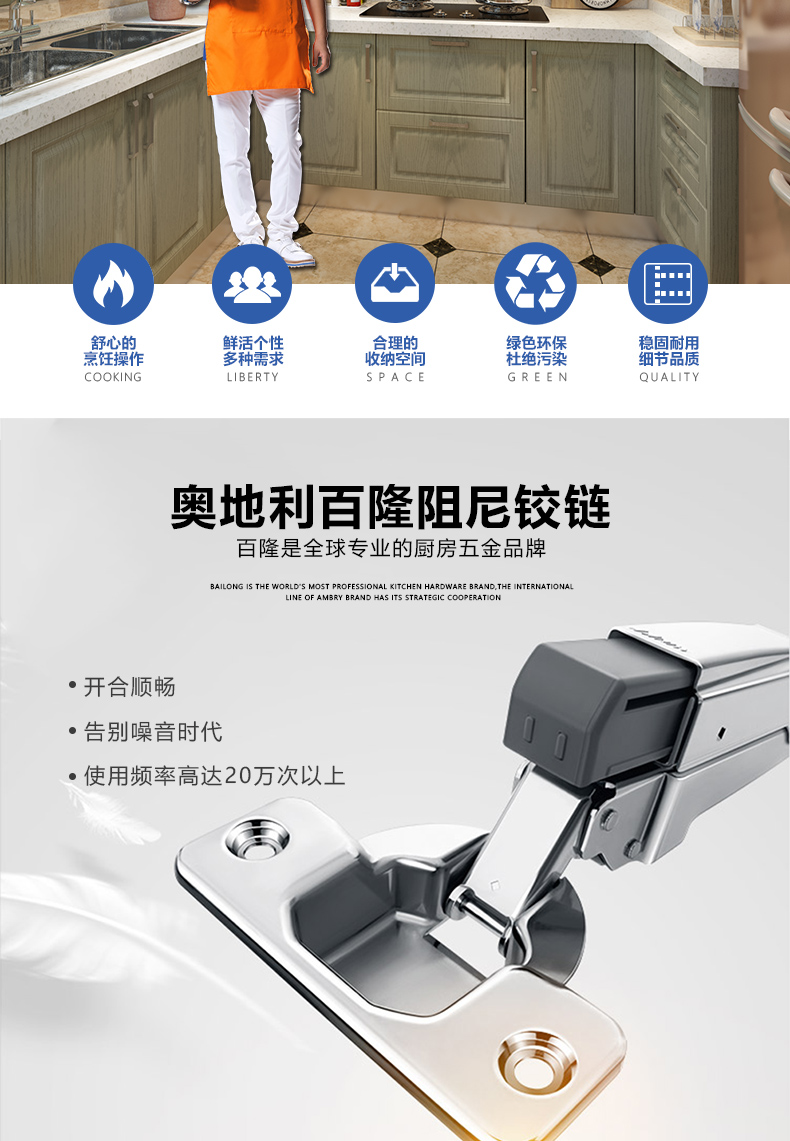 舒心的
烹饪操作
COOKING
鲜活个性
多种需求
LIBERTY
合理的
收纳空间
SPACE
绿色环保
杜绝污染
GREEN
稳固耐用
细节品质
QUALITY
奥地利百隆阻尼铰链
百隆是全球专业的厨房五金品牌
BAILONG IS THE WORLD'S MOST PROFESSIONAL KITCHEN HARDWARE BRAND,THE INTERNATIONAL
LINE OF AMBRY BRAND HAS ITS STRATEGIC COOPERATION
• 开合顺畅
• 告别噪音时代
• 使用频率高达20万次以上